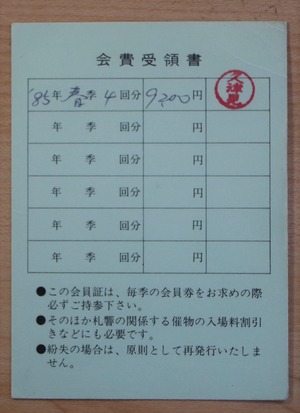 会費受領書
'85年 春季 4回分 9,200円 久津見
年 季 回分 円
年 季 回分 円
年 季 回分 円
年 季 回分 円
年 季 回分 円
●この会員証は、毎季の会員券をお求めの際
必ずご持参下さい。
●そのほか札響の関係する催物の入場料割引
きなどにも必要です。
●紛失の場合は、原則として再発行いたしま
せん。